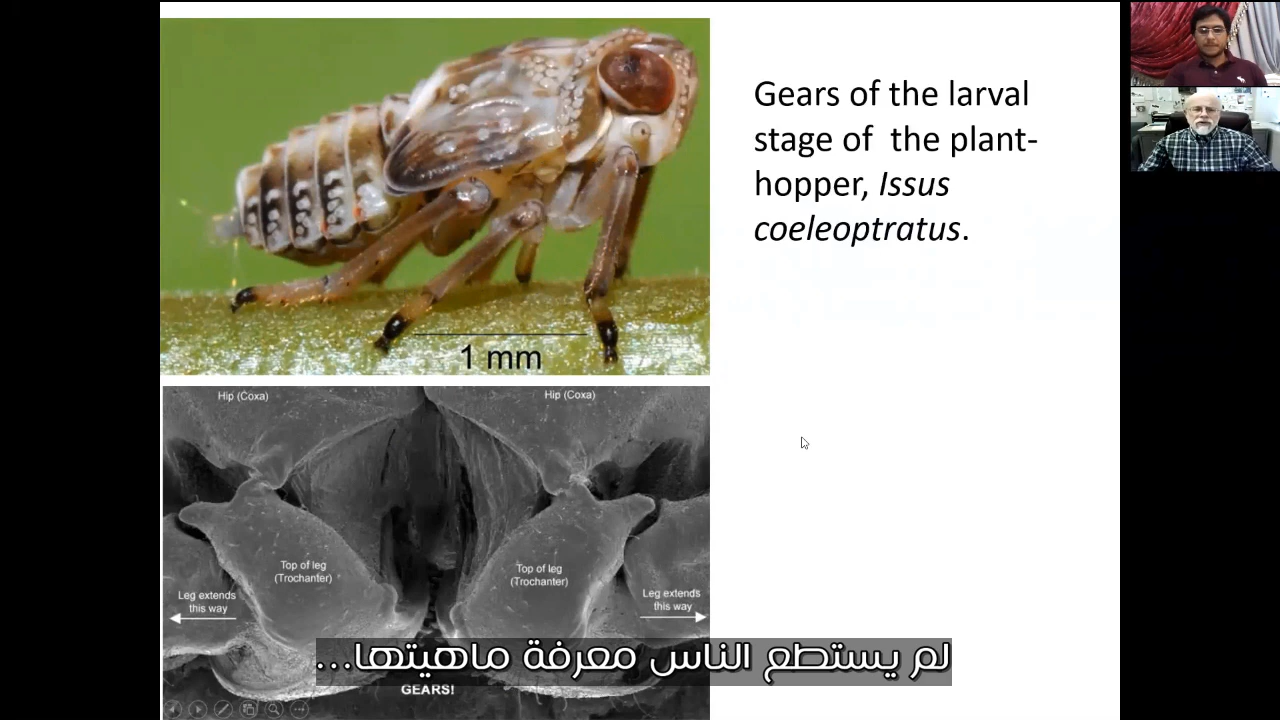 Gears of the larval
stage of the plant-
hopper, Issus
coeleoptratus.
1 mm
Hip (Coxa)
Hip (Coxa)
Top of leg
(Trochanter)
Top of leg
(Trochanter)
Leg extends
this way
Leg extends
this way
لم يستطع الناس معرفة ماهيتها...
GEARS!